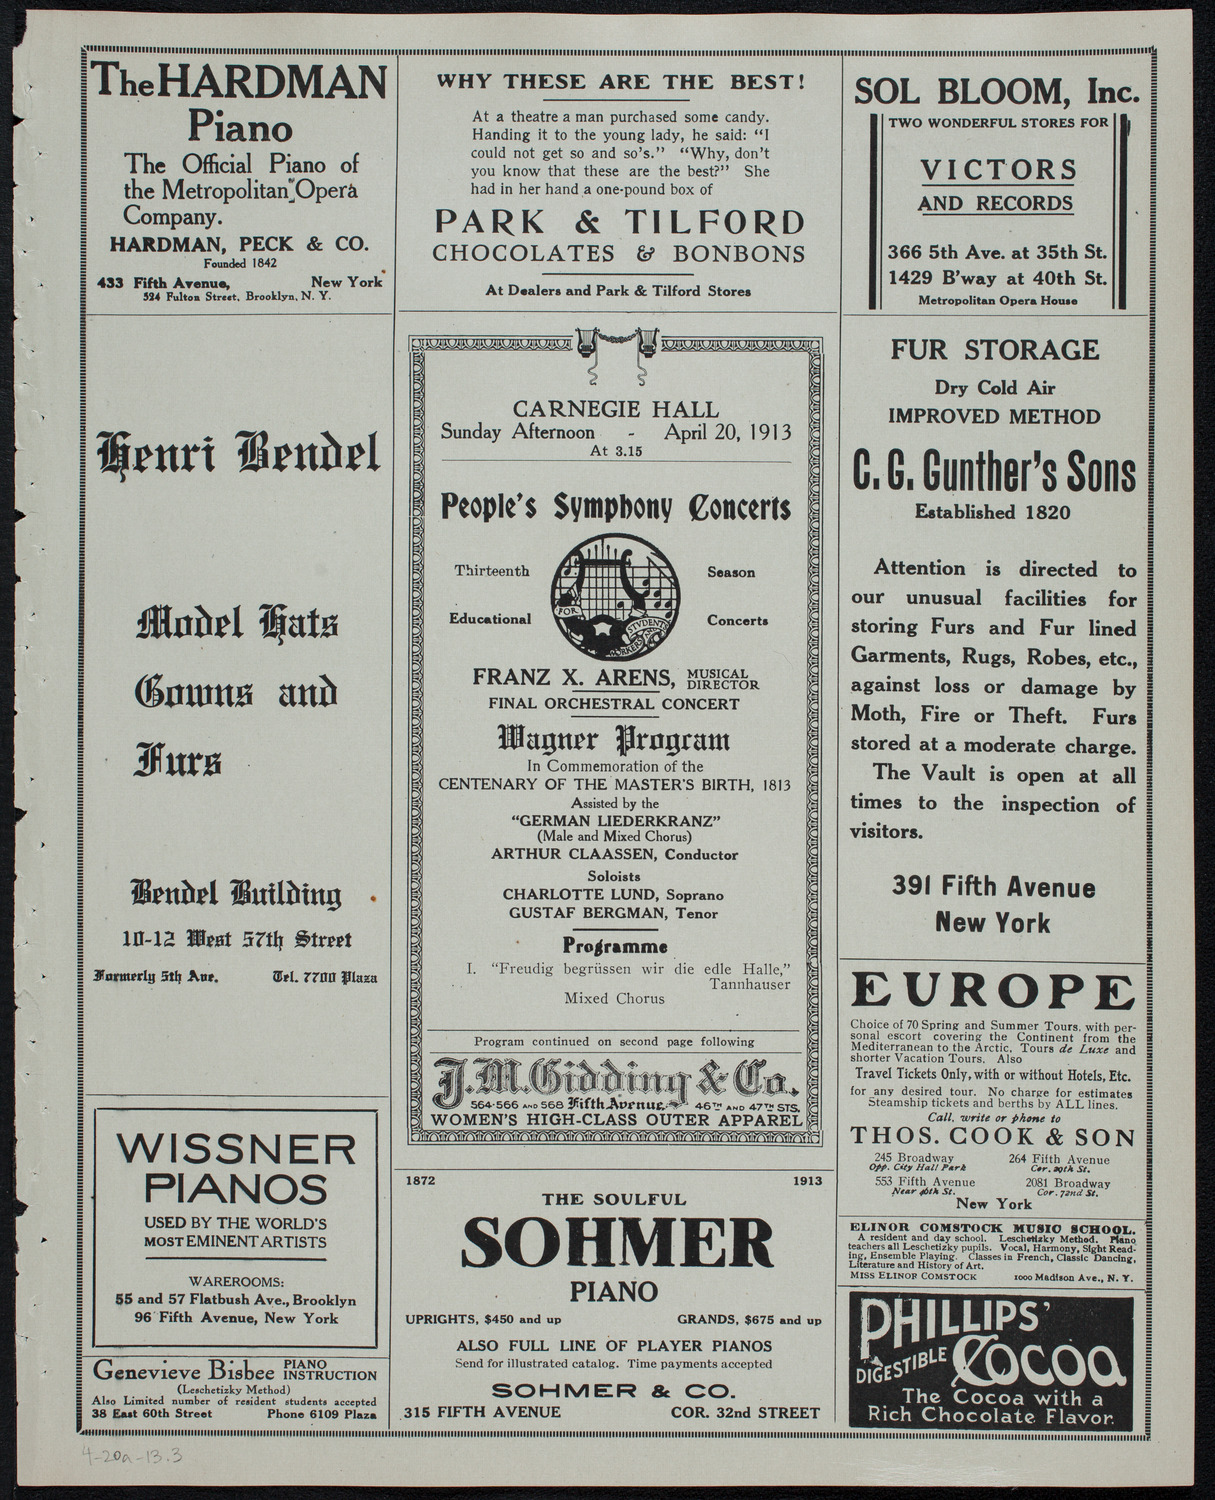 The HARDMAN
Piano
The Official Piano of
the Metropolitan Opera
Company.
HARDMAN, PECK & CO.
Founded 1842
433 Fifth Avenue, New York
524 Fulton Street, Brooklyn, N. Y.
Henri Bendel
Model Hats
Gowns and
Furs
Bendel Building
10-12 West 57th Street
Formerly 5th Ave. Tel. 7700 Plaza
WISSNER
PIANOS
USED BY THE WORLD'S
MOST EMINENT ARTISTS
WAREROOMS:
55 and 57 Flatbush Ave., Brooklyn
96 Fifth Avenue, New York
Genevieve Bisbee PIANO INSTRUCTION
(Leschetizky Method)
Also Limited number of resident students accepted
38 East 60th Street Phone 6109 Plaza
WHY THESE ARE THE BEST!
At a theatre a man purchased some candy.
Handing it to the young lady, he said: "I
could not get so and so's." "Why, don't
you know that these are the best?" She
had in her hand a one-pound box of
PARK & TILFORD
CHOCOLATES & BONBONS
At Dealers and Park & Tilford Stores
CARNEGIE HALL
Sunday Afternoon - April 20, 1913
At 3.15
People's Symphony Concerts
Thirteenth Season
Educational Concerts
FOR
STUDENTS
AND
WORKERS
FRANZ X. ARENS, MUSICAL DIRECTOR
FINAL ORCHESTRAL CONCERT
Wagner Program
In Commemoration of the
CENTENARY OF THE MASTER'S BIRTH, 1813
Assisted by the
"GERMAN LIEDERKRANZ"
(Male and Mixed Chorus)
ARTHUR CLAASSEN, Conductor
Soloists
CHARLOTTE LUND, Soprano
GUSTAF BERGMAN, Tenor
Programme
I. "Freudig begrüssen wir die edle Halle,"
Tannhauser
Mixed Chorus
Program continued on second page following
J. M. Gidding & Co.
564-566 AND 568 Fifth Avenue. 46TH AND 47TH STS.
WOMEN'S HIGH-CLASS OUTER APPAREL
1872 1913
THE SOULFUL
SOHMER
PIANO
UPRIGHTS, $450 and up GRANDS, $675 and up
ALSO FULL LINE OF PLAYER PIANOS
Send for illustrated catalog. Time payments accepted
SOHMER & CO.
315 FIFTH AVENUE COR. 32nd STREET
SOL BLOOM, Inc.
TWO WONDERFUL STORES FOR
VICTORS
AND RECORDS
366 5th Ave. at 35th St.
1429 B'way at 40th St.
Metropolitan Opera House
FUR STORAGE
Dry Cold Air
IMPROVED METHOD
C. G. Gunther's Sons
Established 1820
Attention is directed to
our unusual facilities for
storing Furs and Fur lined
Garments, Rugs, Robes, etc.,
against loss or damage by
Moth, Fire or Theft. Furs
stored at a moderate charge.
The Vault is open at all
times to the inspection of
visitors.
391 Fifth Avenue
New York
EUROPE
Choice of 70 Spring and Summer Tours, with per-
sonal escort covering the Continent from the
Mediterranean to the Arctic, Tours de Luxe and
shorter Vacation Tours. Also
Travel Tickets Only, with or without Hotels, Etc.
for any desired tour. No charge for estimates
Steamship tickets and berths by ALL lines.
Call, write or phone to
THOS. COOK & SON
245 Broadway 264 Fifth Avenue
Opp. City Hall Park Cor. 29th St.
553 Fifth Avenue 2081 Broadway
Near 46th St. Cor. 72nd St.
New York
ELINOR COMSTOCK MUSIC SCHOOL.
A resident and day school. Leschetizky Method. Piano
teachers all Leschetizky pupils. Vocal, Harmony, Sight Read-
ing, Ensemble Playing. Classes in French, Classic Dancing,
Literature and History of Art.
MISS ELINOR COMSTOCK 1000 Madison Ave., N. Y.
PHILLIPS'
DIGESTIBLE COCOA
The Cocoa with a
Rich Chocolate Flavor.
4-20a-13.3